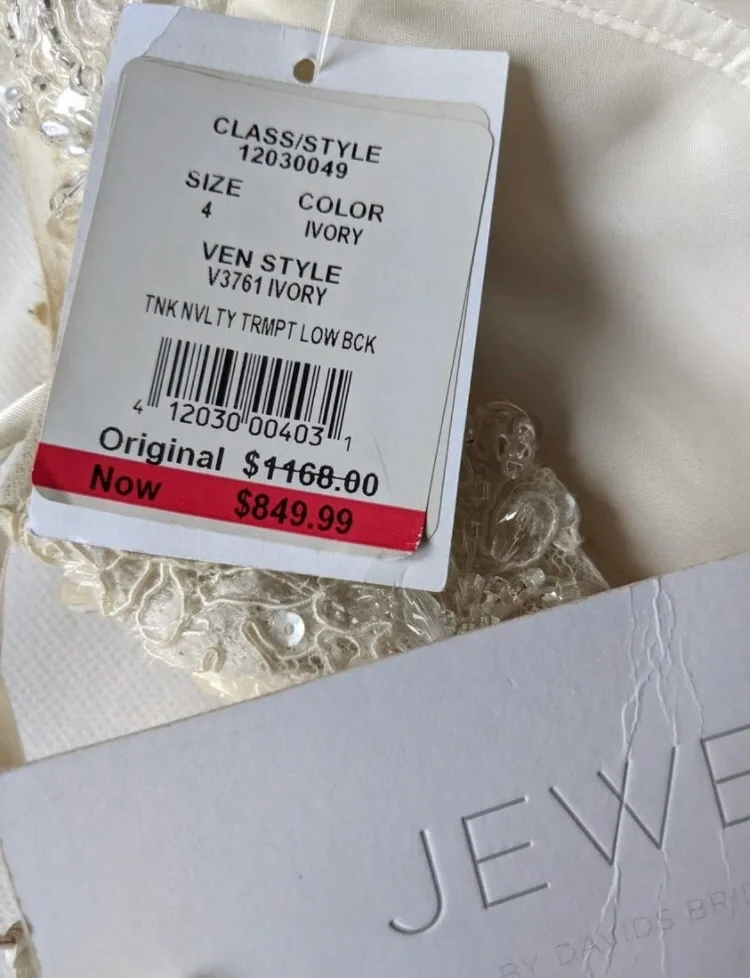 CLASS/STYLE
12030049
SIZE COLOR
4 IVORY
VEN STYLE
V3761 IVORY
TNK NVLTY TRMPT LOW BCK
4 12030 00403 1
Original $1168.00
Now $849.99
JEWE
BY DAVIDS BRI